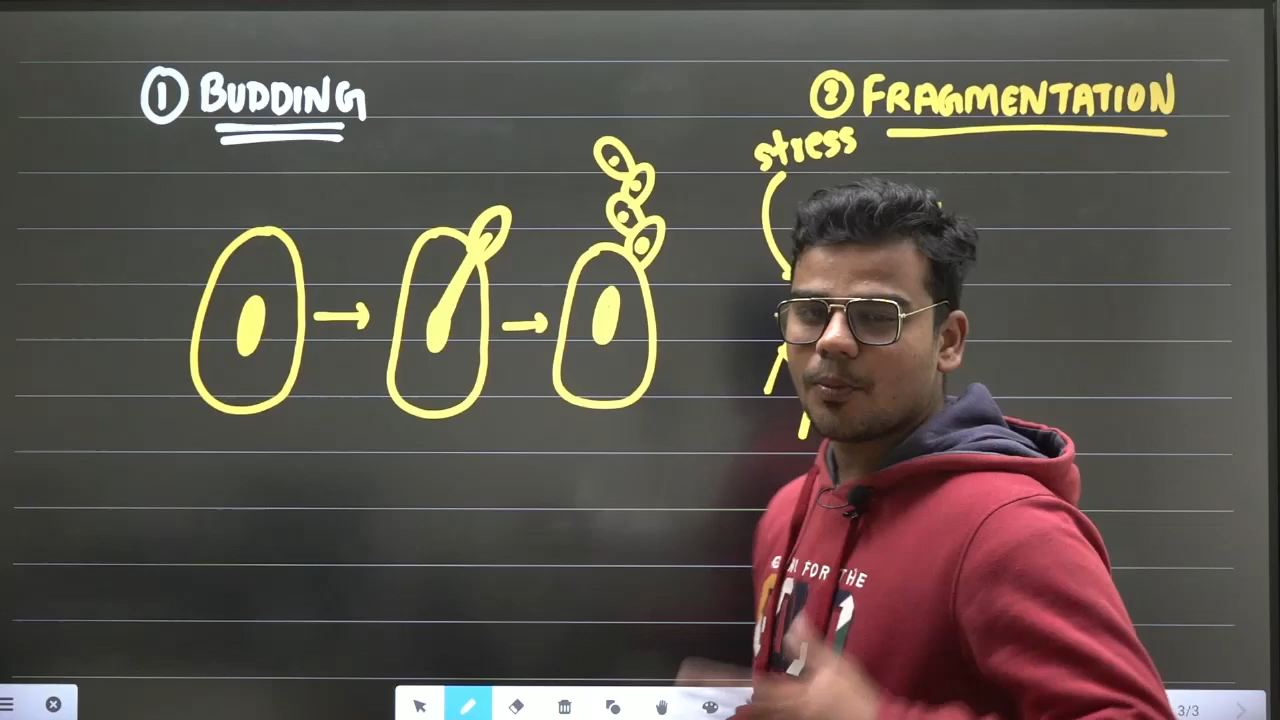 ① BUDDING
② FRAGMENTATION
stress
FOR THE
3/3